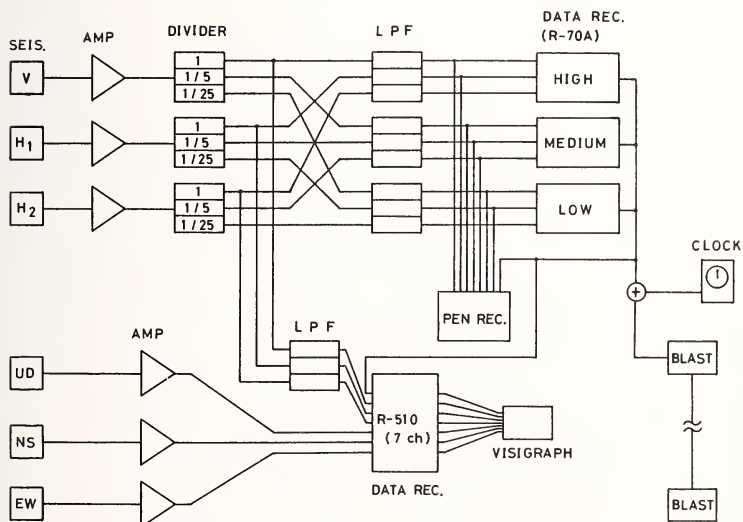 DATA REC.
(R-70A)
SEIS.
AMP
DIVIDER
LPF
V
1
1/5
1/25
HIGH
H1
1
1/5
1/25
MEDIUM
H2
1
1/5
1/25
LOW
CLOCK
PEN REC.
LPF
AMP
UD
BLAST
R-510
(7 ch)
NS
VISIGRAPH
DATA REC.
EW
BLAST